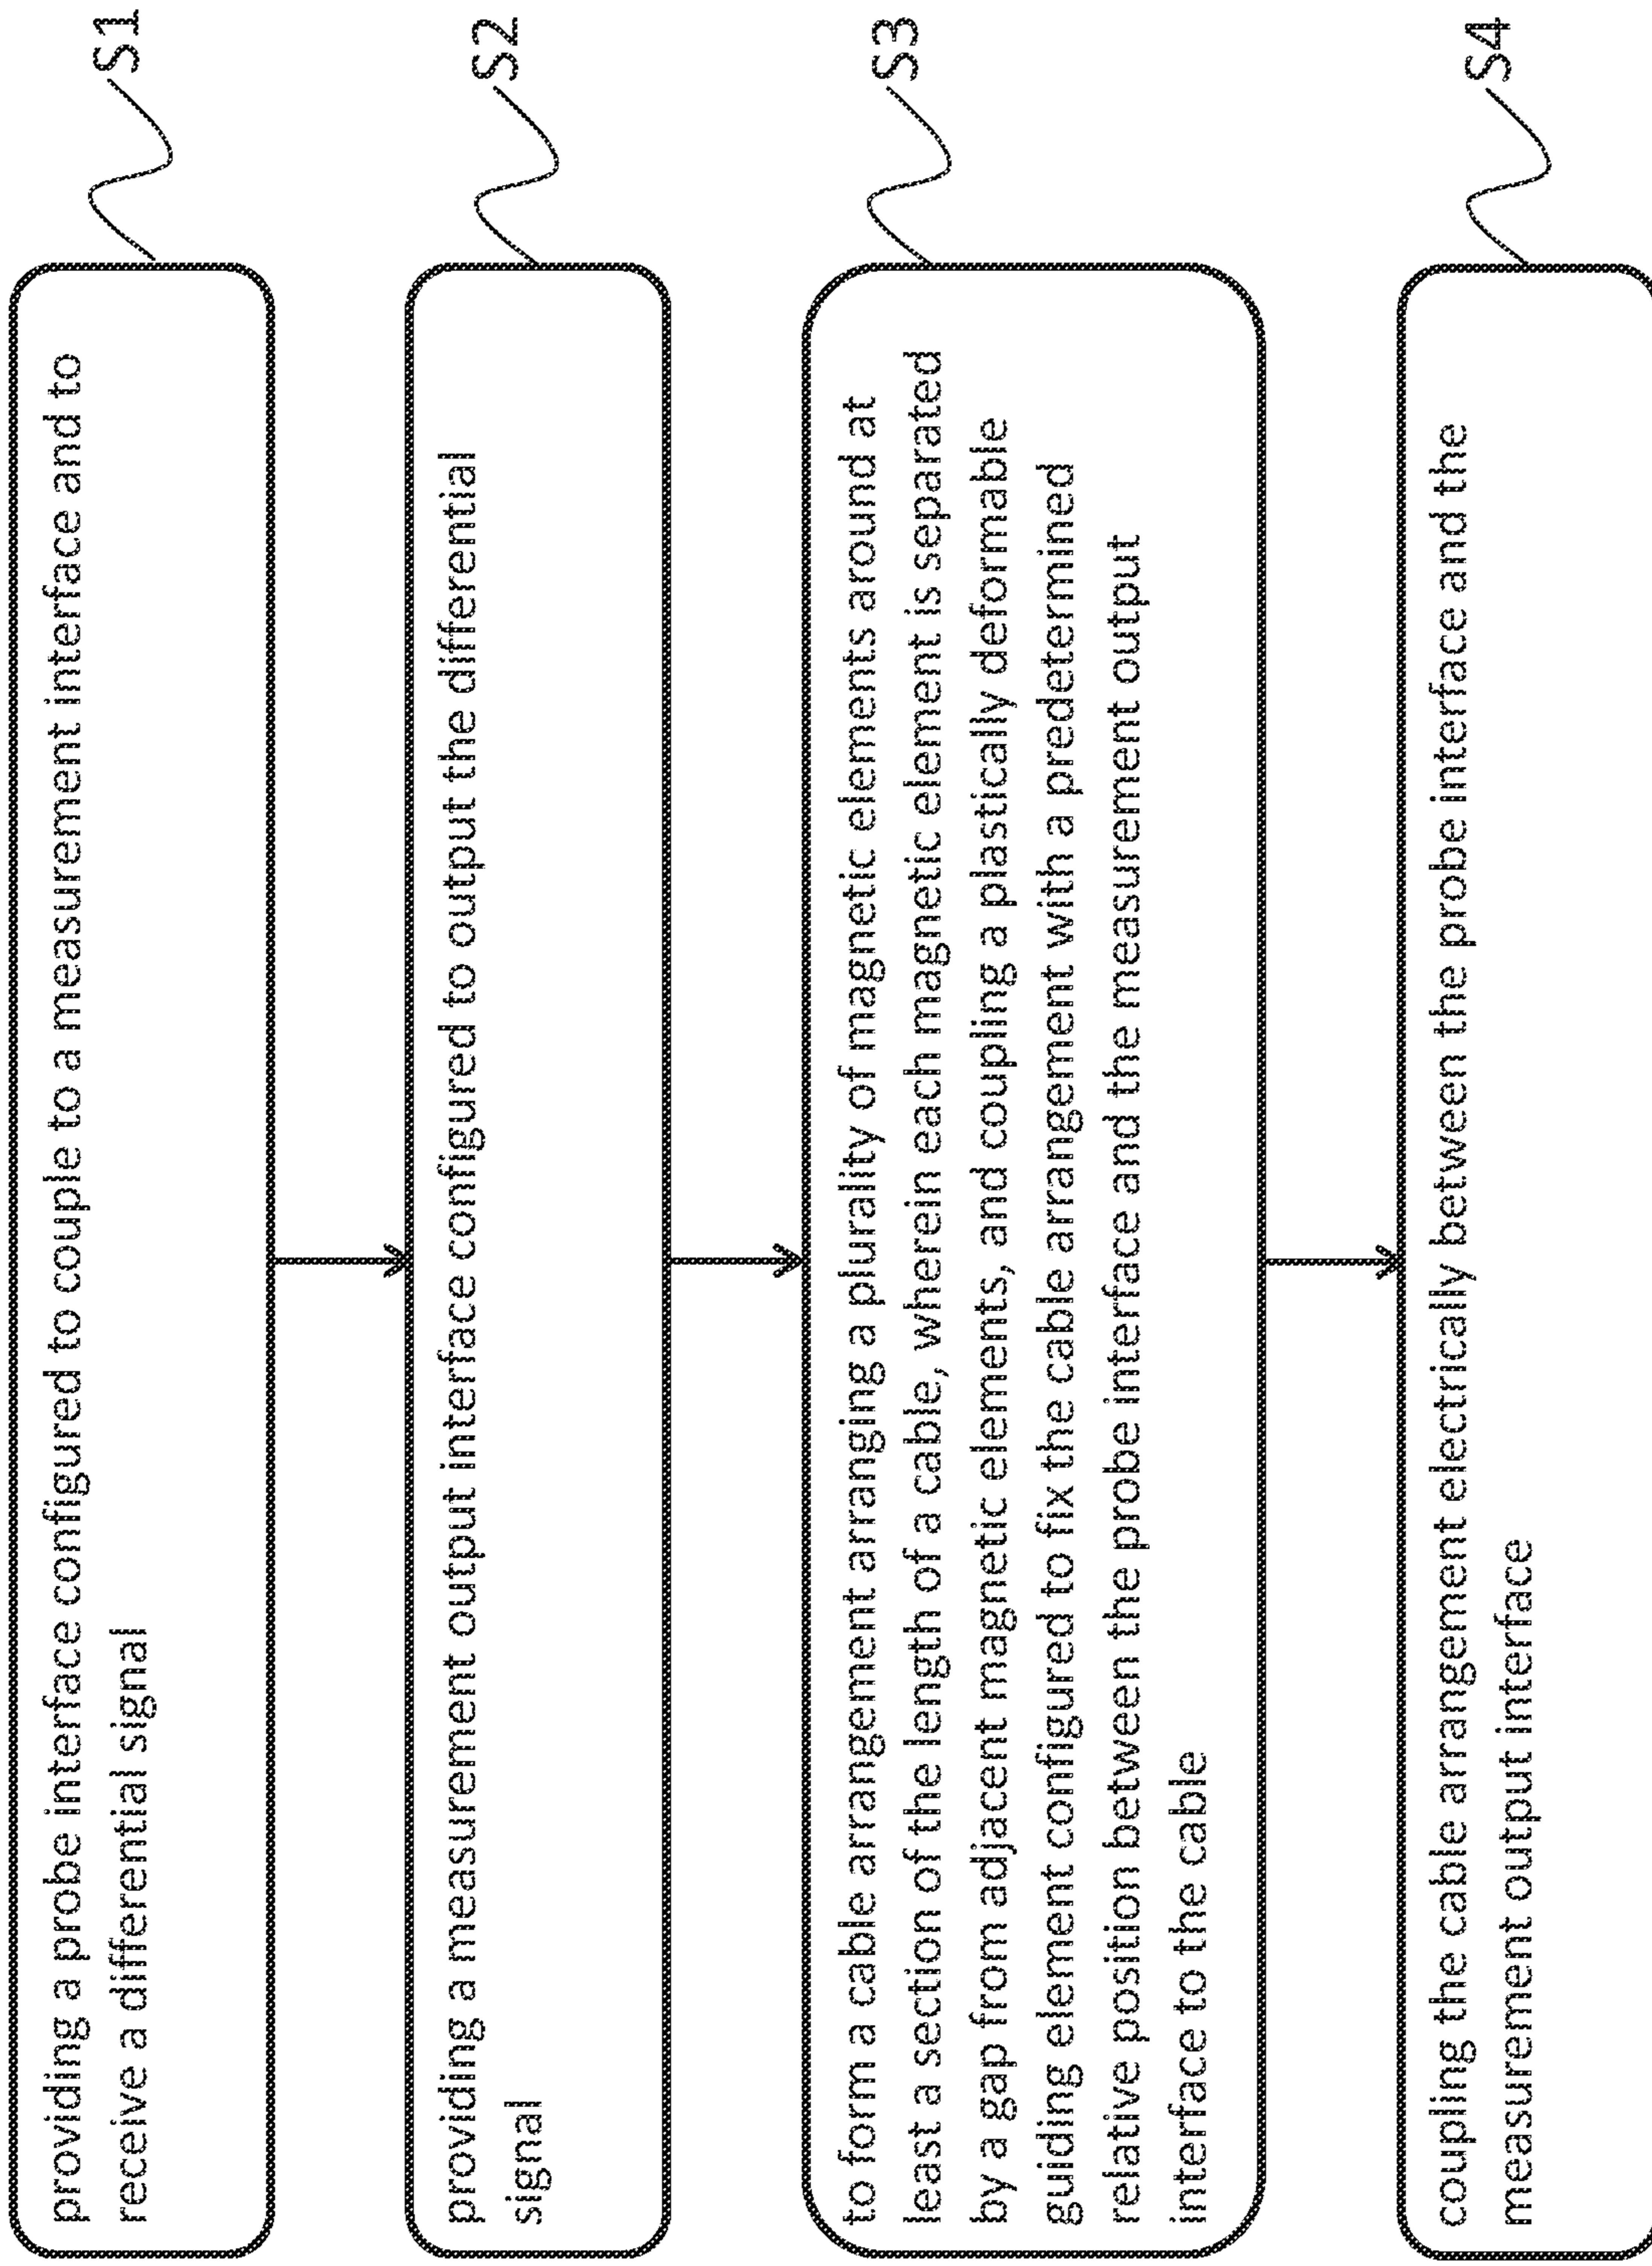 providing a probe interface configured to couple to a measurement interface and to
receive a differential signal
S1
providing a measurement output interface configured to output the differential
signal
S2
to form a cable arrangement arranging a plurality of magnetic elements around at
least a section of the length of a cable, wherein each magnetic element is separated
by a gap from adjacent magnetic elements, and coupling a plastically deformable
guiding element configured to fix the cable arrangement with a predetermined
relative position between the probe interface and the measurement output
interface to the cable
S3
coupling the cable arrangement electrically between the probe interface and the
measurement output interface
S4